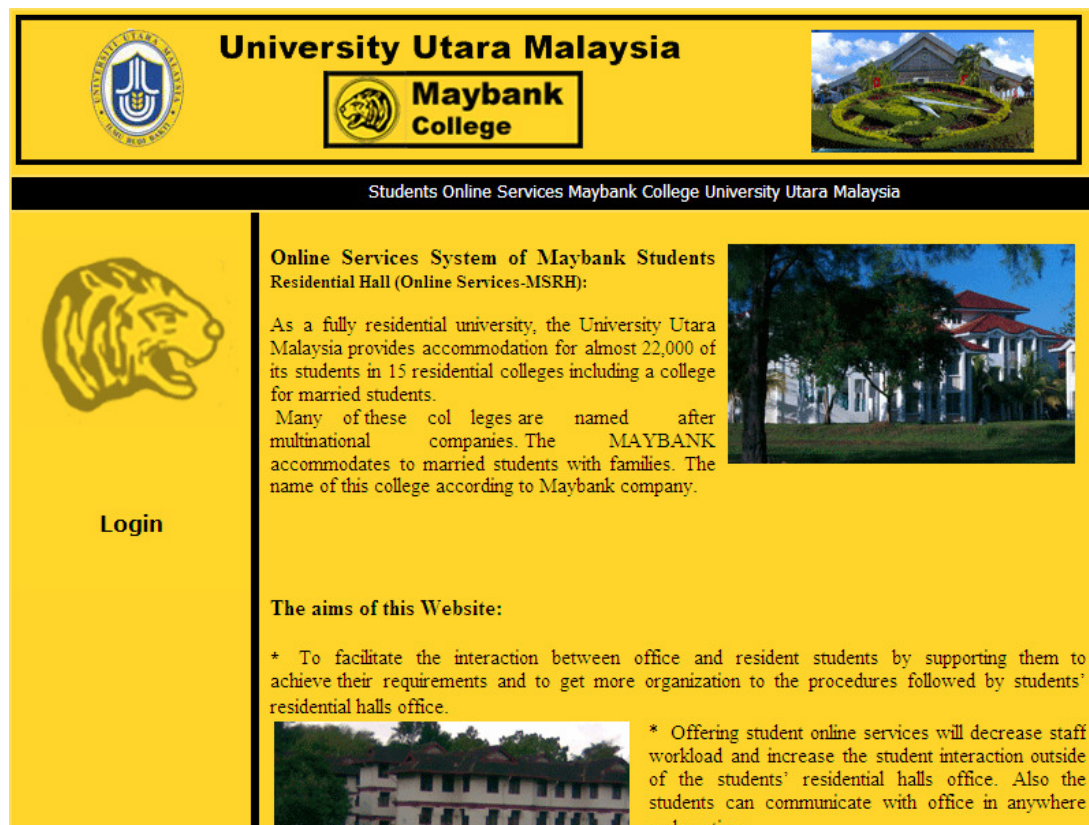 UNIVERSITI UTARA MALAYSIA
ILMU BUDI BAKTI
University Utara Malaysia
Maybank
College
Students Online Services Maybank College University Utara Malaysia
Login
Online Services System of Maybank Students
Residential Hall (Online Services-MSRH):
As a fully residential university, the University Utara
Malaysia provides accommodation for almost 22,000 of
its students in 15 residential colleges including a college
for married students.
Many of these col leges are named after
multinational companies. The MAYBANK
accommodates to married students with families. The
name of this college according to Maybank company.
The aims of this Website:
* To facilitate the interaction between office and resident students by supporting them to
achieve their requirements and to get more organization to the procedures followed by students’
residential halls office.
* Offering student online services will decrease staff
workload and increase the student interaction outside
of the students’ residential halls office. Also the
students can communicate with office in anywhere